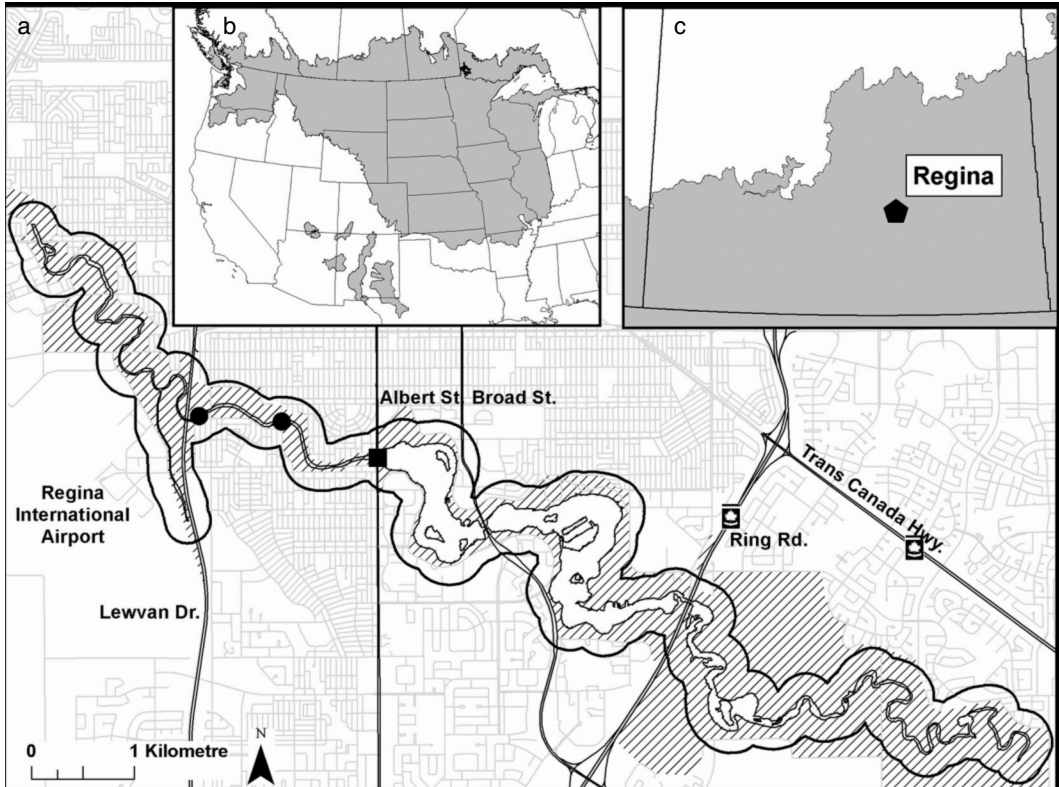 a
b
c
Regina
Albert St. Broad St.
Trans Canada Hwy.
Regina
International
Airport
Ring Rd.
Lewvan Dr.
N
0 1 Kilometre